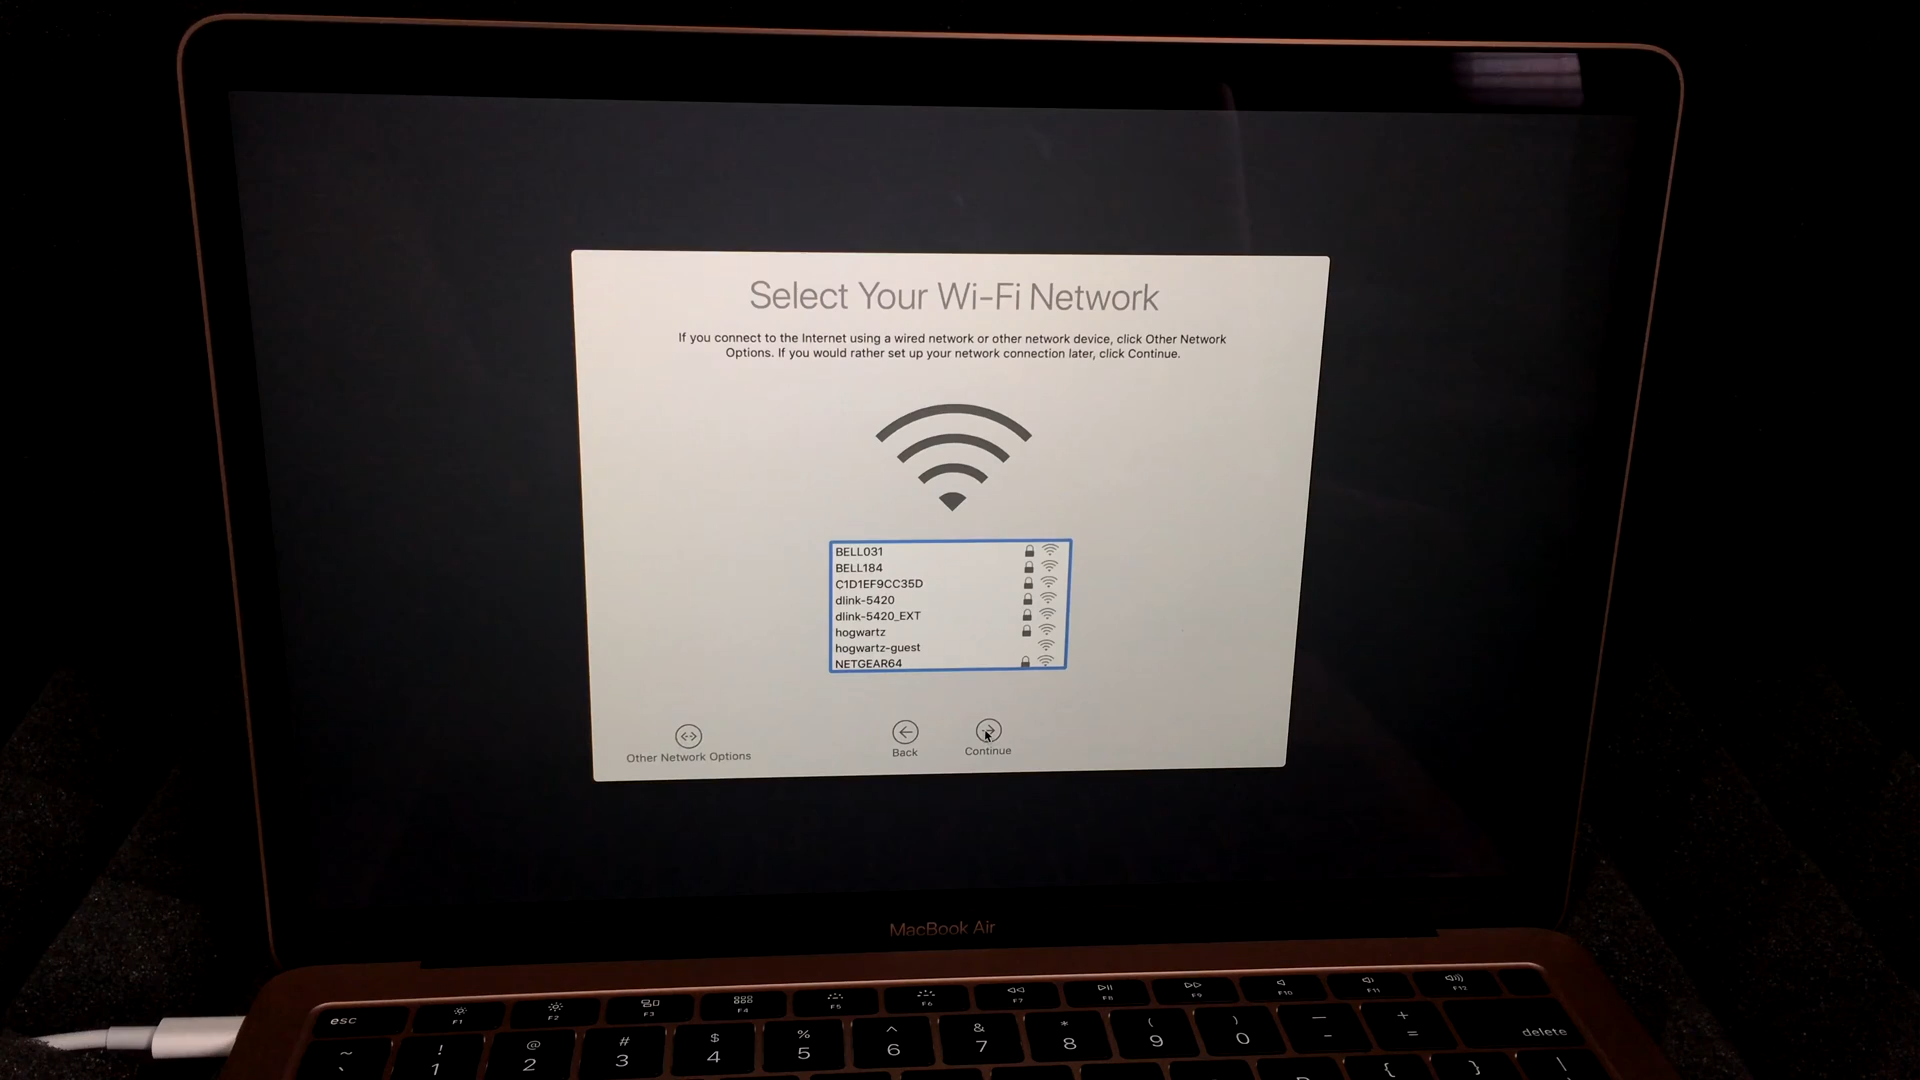 Select Your Wi-Fi Network
If you connect to the Internet using a wired network or other network device, click Other Network
Options. If you would rather set up your network connection later, click Continue.
BELL031
BELL184
C1D1EF9CC35D
dlink-5420
dlink-5420_EXT
hogwartz
hogwartz-guest
NETGEAR64
Other Network Options
Back
Continue
MacBook Air
esc F1 F2 F3 F4 F5 F6 F7 F8 F9 F10 F11 F12
~ ! @ # $ % ^ & * ( ) — +
` 1 2 3 4 5 6 7 8 9 0 - = delete
{ } |